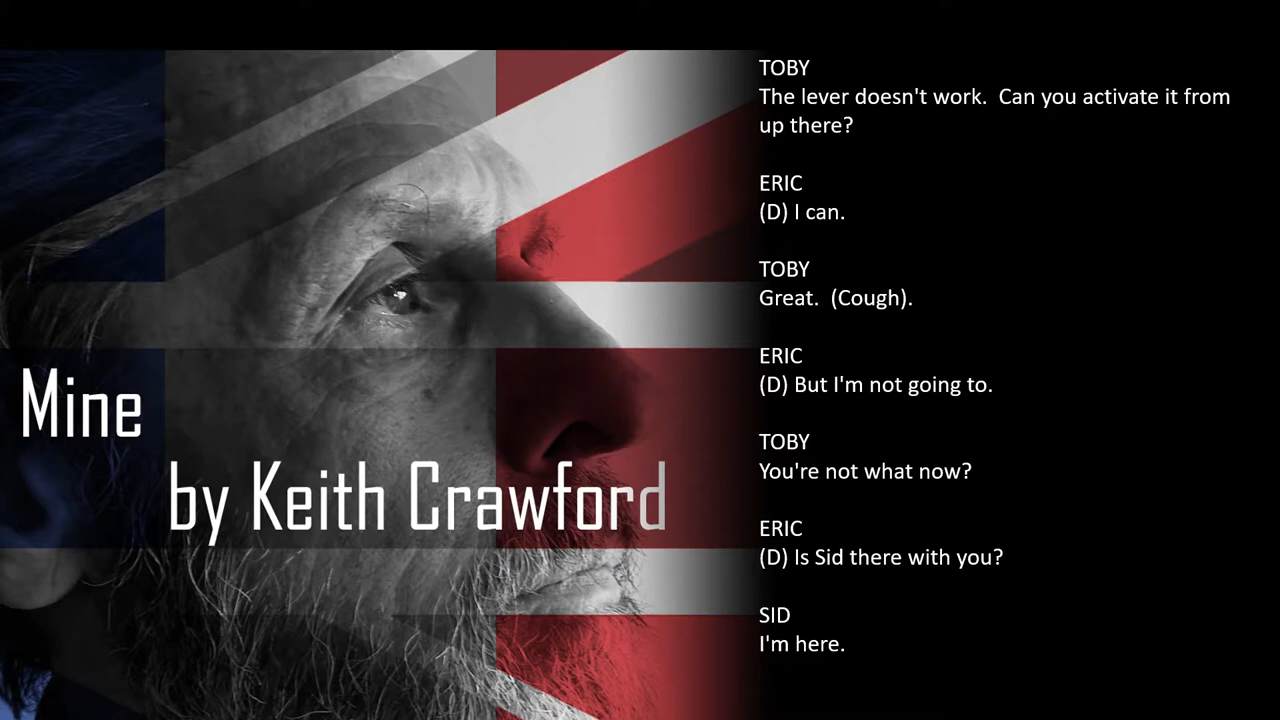 Mine
by Keith Crawford
TOBY
The lever doesn't work.  Can you activate it from
up there?
ERIC
(D) I can.
TOBY
Great.  (Cough).
ERIC
(D) But I'm not going to.
TOBY
You're not what now?
ERIC
(D) Is Sid there with you?
SID
I'm here.